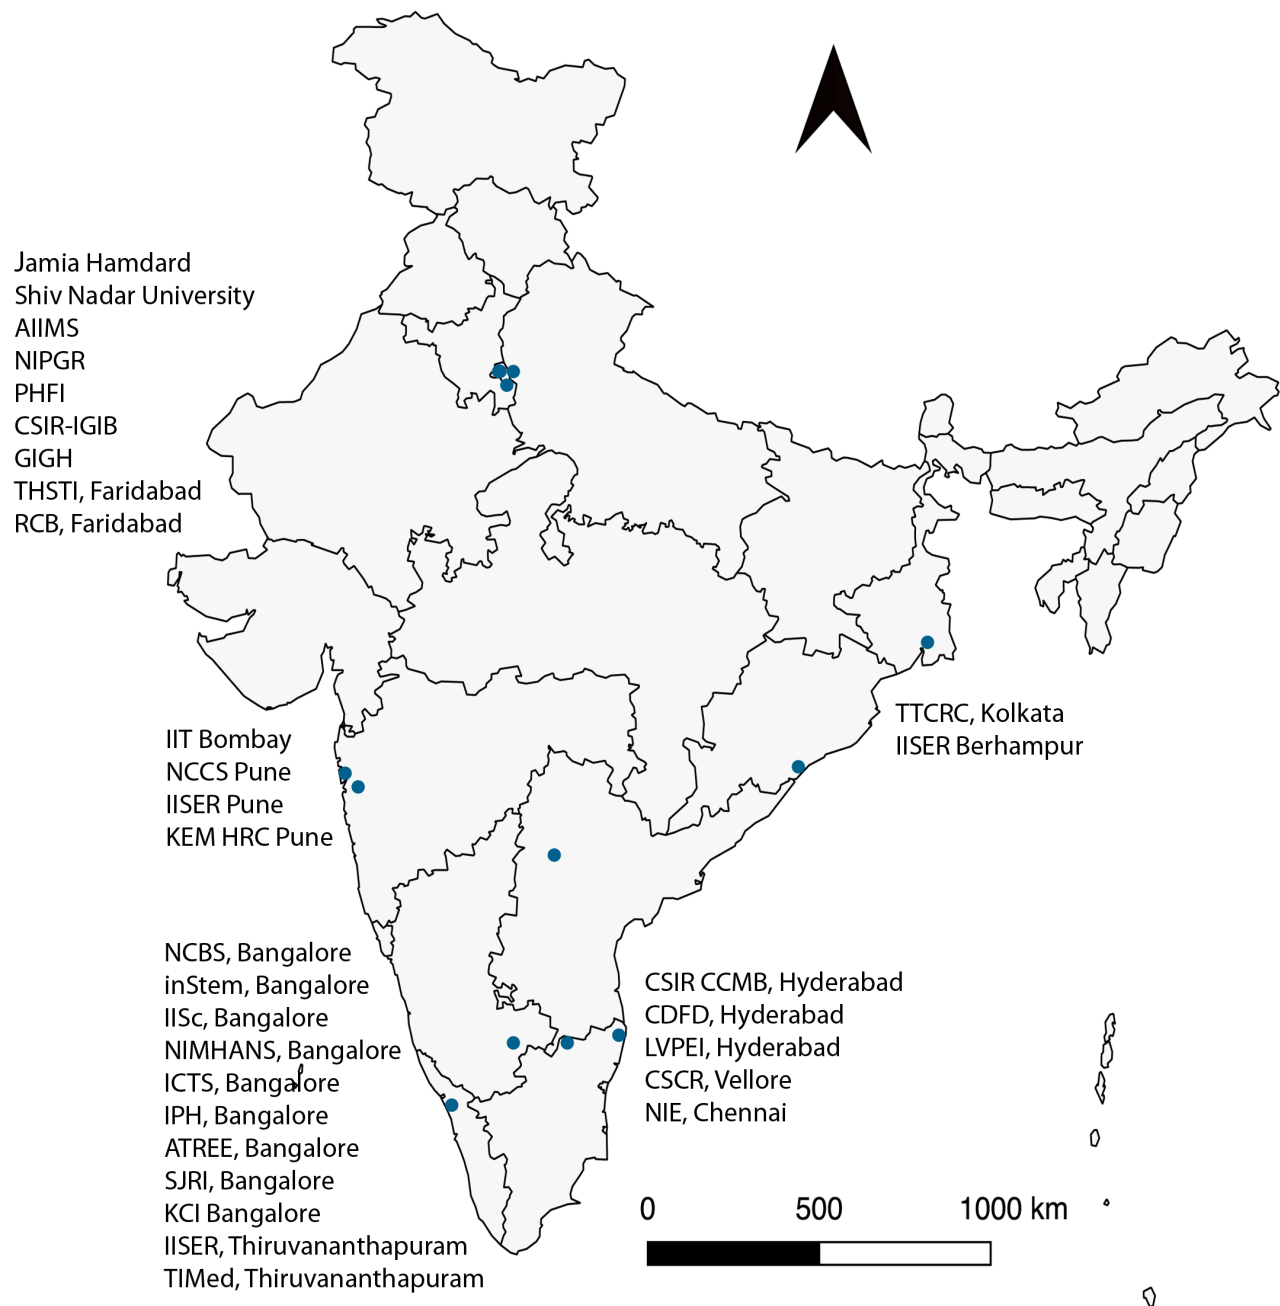 Jamia Hamdard
Shiv Nadar University
AIIMS
NIPGR
PHFI
CSIR-IGIB
GIGH
THSTI, Faridabad
RCB, Faridabad
TTCRC, Kolkata
IISER Berhampur
IIT Bombay
NCCS Pune
IISER Pune
KEM HRC Pune
NCBS, Bangalore
inStem, Bangalore
IISc, Bangalore
NIMHANS, Bangalore
ICTS, Bangalore
IPH, Bangalore
ATREE, Bangalore
SJRI, Bangalore
KCI Bangalore
IISER, Thiruvananthapuram
TIMed, Thiruvananthapuram
CSIR CCMB, Hyderabad
CDFD, Hyderabad
LVPEI, Hyderabad
CSCR, Vellore
NIE, Chennai
0 500 1000 km